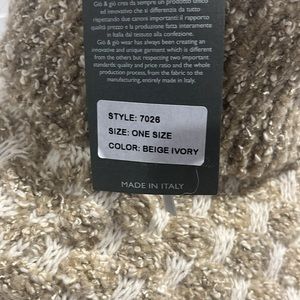 Giò & giò crea da sempre un prodotto unico
ed innovativo che si differenzia da tutto
rispettando due canoni importanti: il rapporto
qualità prezzo e la produzione fatta interamente
in Italia dal tessuto alla confezione.
Giò & giò wear has always been creating an
innovative and unique garment which is different
from the others but respecting two important
standards: quality and price ratio and the whole
production process, from the fabric to the
manufacturing, entirely made in Italy.
STYLE: 7026
SIZE: ONE SIZE
COLOR: BEIGE IVORY
MADE IN ITALY